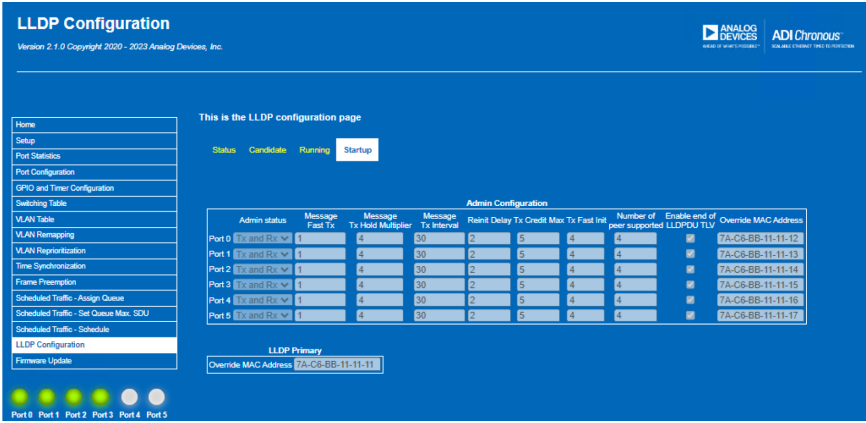 LLDP Configuration
Version 2.1.0 Copyright 2020 - 2023 Analog Devices, Inc.
ANALOG DEVICES
AHEAD OF WHAT'S POSSIBLE™
ADI Chronous™
SCALABLE ETHERNET TIMED TO PERFECTION
Home
Setup
Port Statistics
Port Configuration
GPIO and Timer Configuration
Switching Table
VLAN Table
VLAN Remapping
VLAN Reprioritization
Time Synchronization
Frame Preemption
Scheduled Traffic - Assign Queue
Scheduled Traffic - Set Queue Max. SDU
Scheduled Traffic - Schedule
LLDP Configuration
Firmware Update
Port 0 Port 1 Port 2 Port 3 Port 4 Port 5
This is the LLDP configuration page
Status Candidate Running Startup
Admin Configuration
Admin status Message Fast Tx Message Tx Hold Multiplier Message Tx Interval Reinit Delay Tx Credit Max Tx Fast Init Number of peer supported Enable end of LLDPDU TLV Override MAC Address
Port 0 Tx and Rx 1 4 30 2 5 4 4 7A-C6-BB-11-11-12
Port 1 Tx and Rx 1 4 30 2 5 4 4 7A-C6-BB-11-11-13
Port 2 Tx and Rx 1 4 30 2 5 4 4 7A-C6-BB-11-11-14
Port 3 Tx and Rx 1 4 30 2 5 4 4 7A-C6-BB-11-11-15
Port 4 Tx and Rx 1 4 30 2 5 4 4 7A-C6-BB-11-11-16
Port 5 Tx and Rx 1 4 30 2 5 4 4 7A-C6-BB-11-11-17
LLDP Primary
Override MAC Address 7A-C6-BB-11-11-11